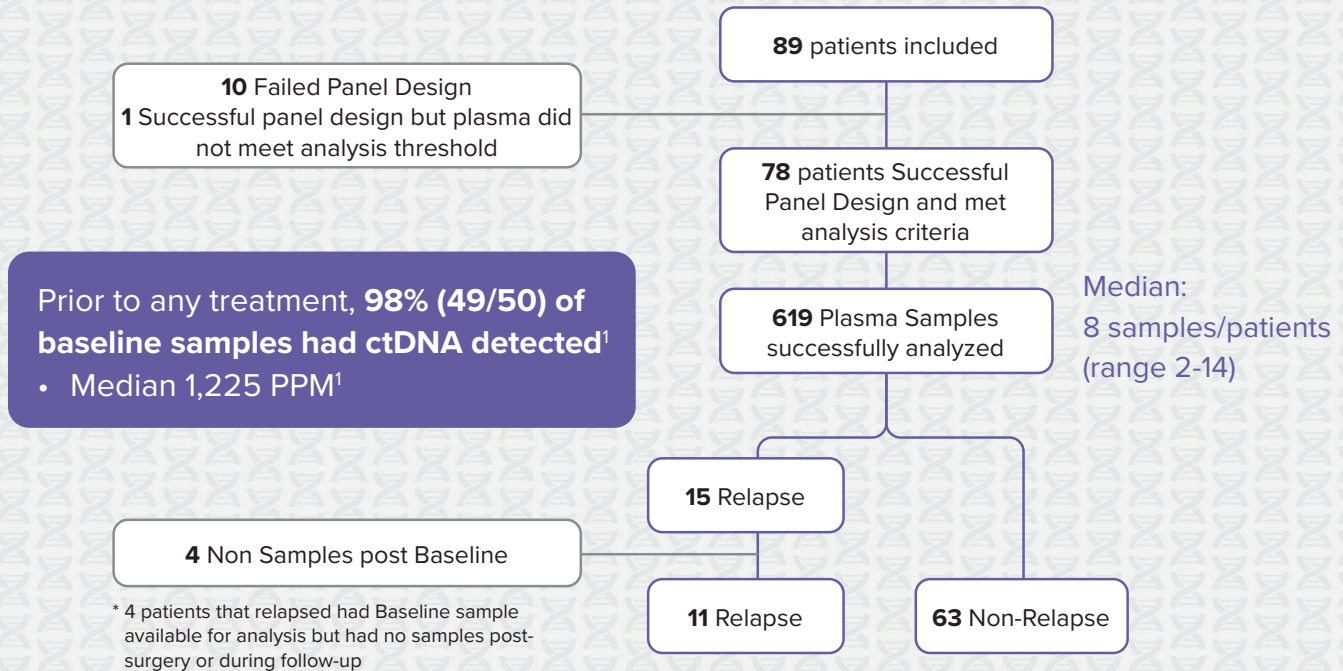 89 patients included
10 Failed Panel Design
1 Successful panel design but plasma did
not meet analysis threshold
78 patients Successful
Panel Design and met
analysis criteria
Prior to any treatment, 98% (49/50) of
baseline samples had ctDNA detected¹
• Median 1,225 PPM¹
619 Plasma Samples
successfully analyzed
Median:
8 samples/patients
(range 2-14)
15 Relapse
4 Non Samples post Baseline
* 4 patients that relapsed had Baseline sample
available for analysis but had no samples post-
surgery or during follow-up
11 Relapse
63 Non-Relapse